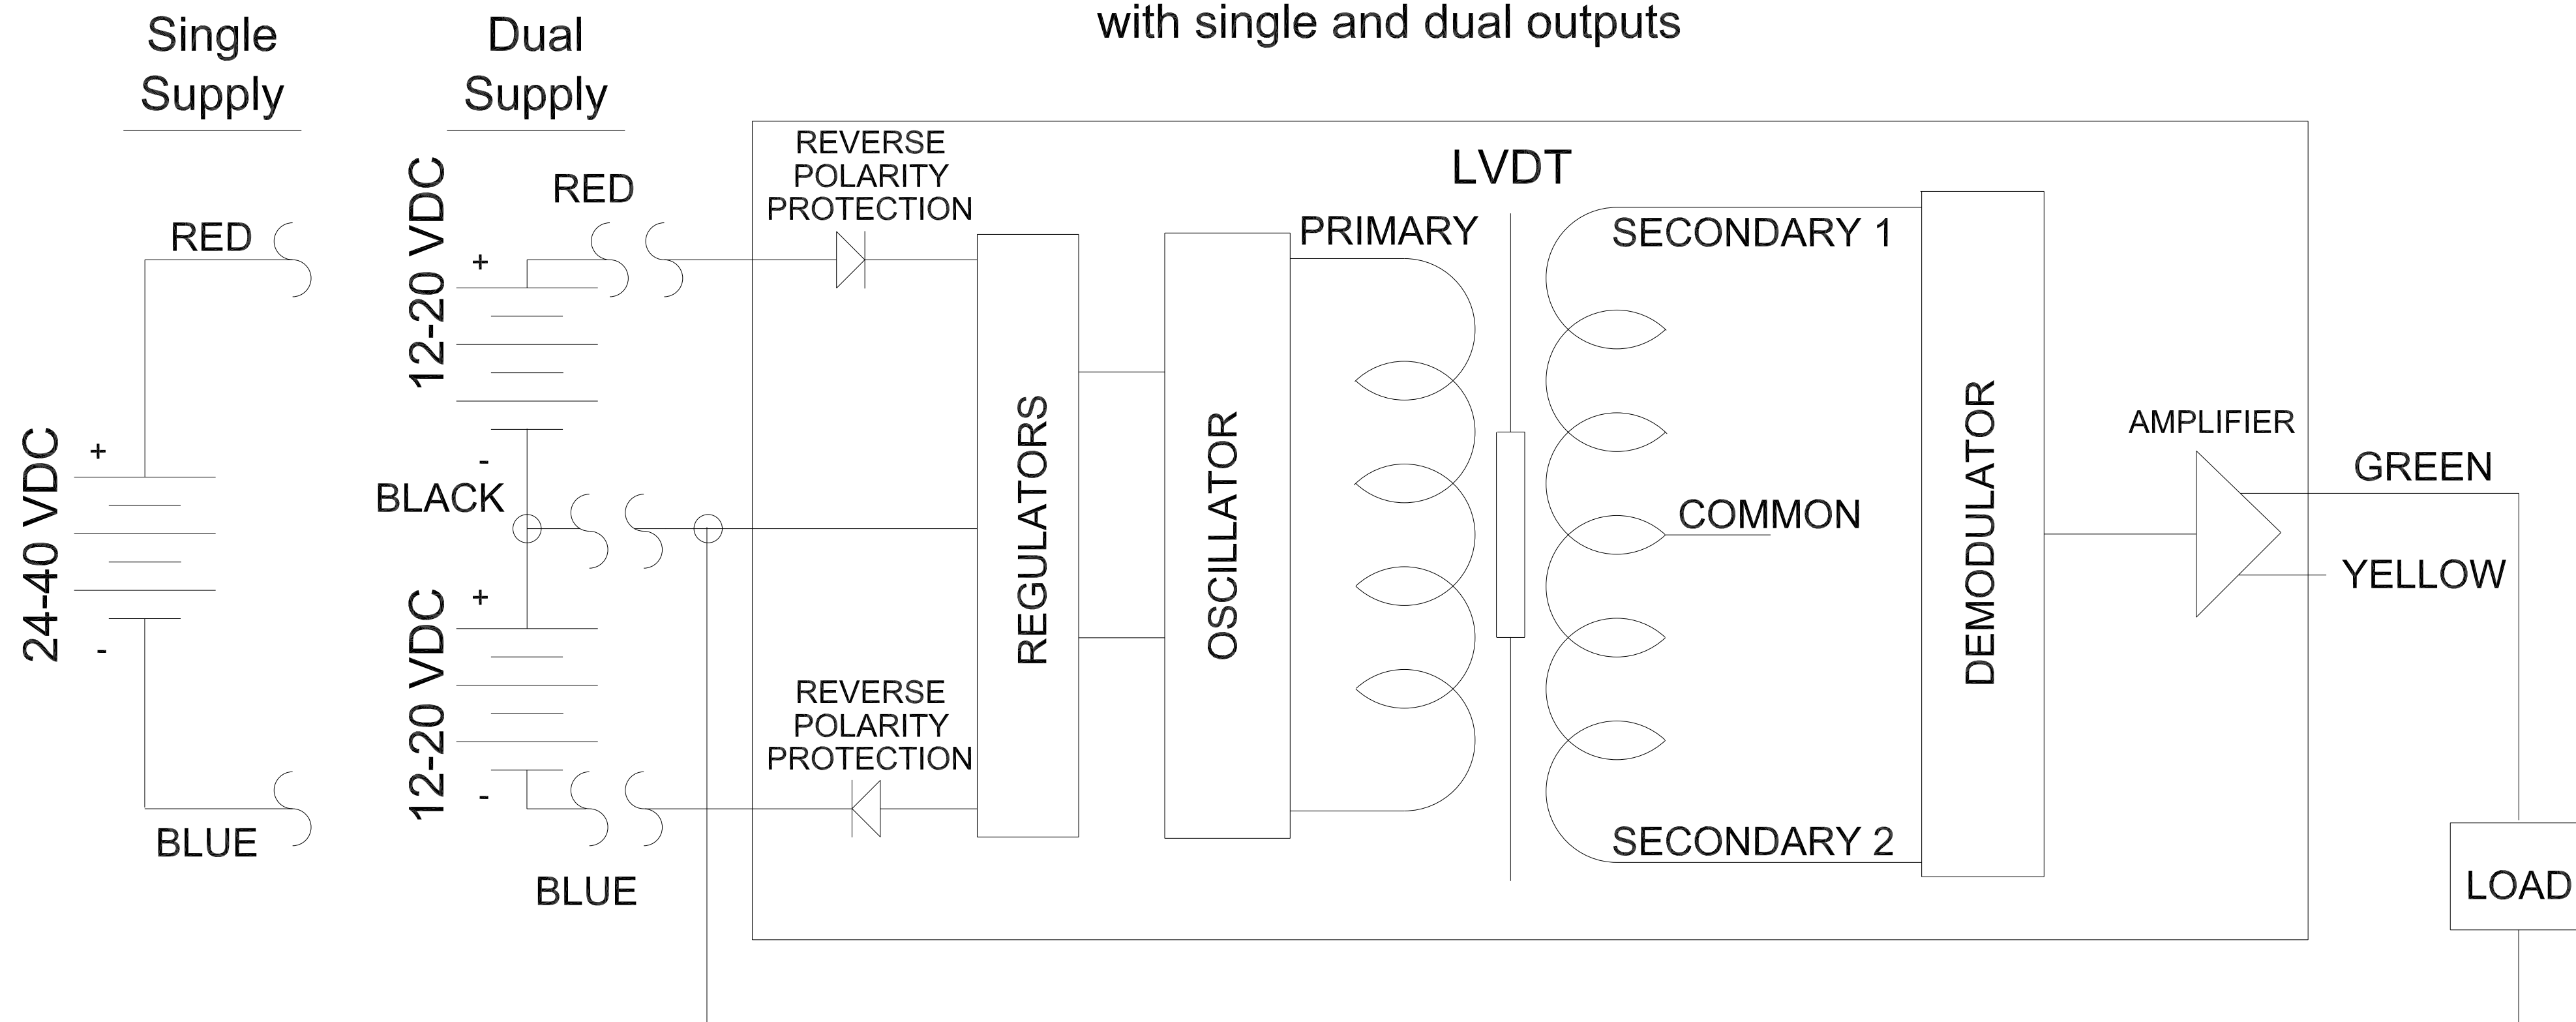 with single and dual outputs
Single
Supply
Dual
Supply
24-40 VDC
+
-
RED
BLUE
12-20 VDC
+
-
RED
BLACK
12-20 VDC
+
-
BLUE
REVERSE
POLARITY
PROTECTION
REVERSE
POLARITY
PROTECTION
REGULATORS
OSCILLATOR
LVDT
PRIMARY
SECONDARY 1
COMMON
SECONDARY 2
DEMODULATOR
AMPLIFIER
GREEN
YELLOW
LOAD